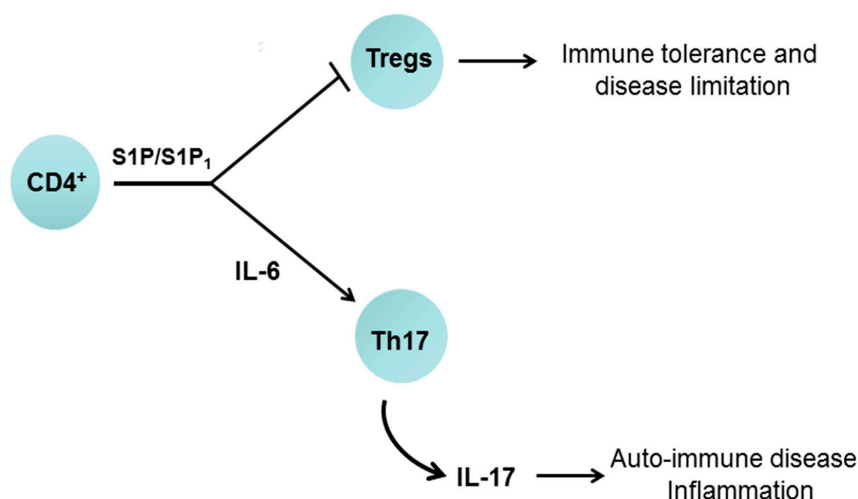 Tregs
Immune tolerance and
disease limitation
S1P/S1P₁
CD4⁺
IL-6
Th17
IL-17
Auto-immune disease
Inflammation